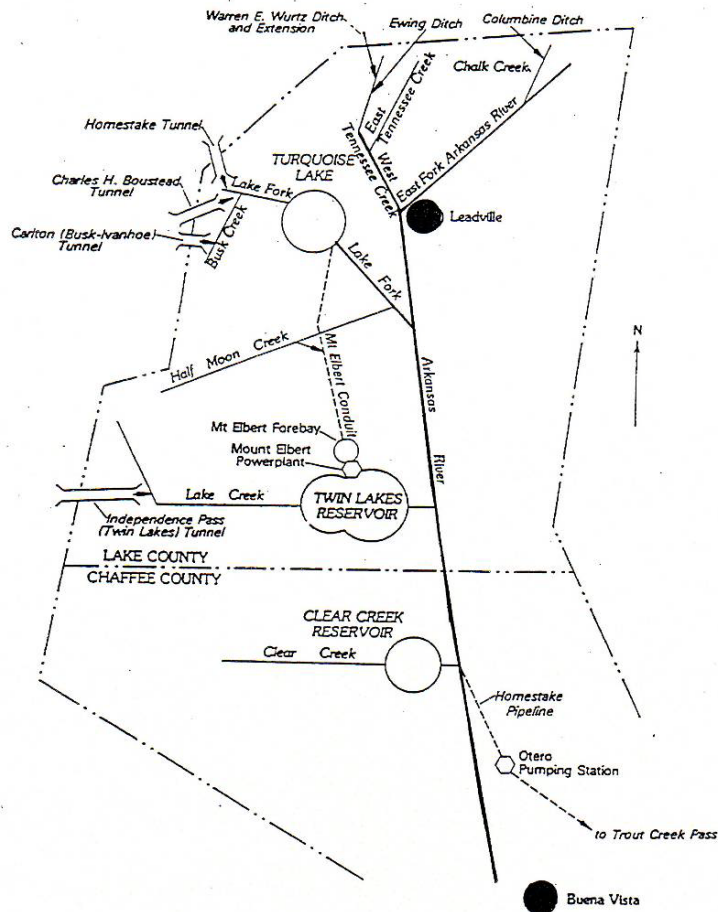 Warren E. Wurtz Ditch
and Extension
Ewing Ditch
Columbine Ditch
Chalk Creek
East
Tennessee Creek
West
Tennessee Creek
East Fork Arkansas River
Homestake Tunnel
TURQUOISE
LAKE
Lake Fork
Charles H. Boustead
Tunnel
Leadville
Carlton (Busk-Ivanhoe)
Tunnel
Busk Creek
Lake Fork
N
Half Moon Creek
Mt Elbert Conduit
Arkansas
River
Mt Elbert Forebay
Mount Elbert
Powerplant
Lake Creek
TWIN LAKES
RESERVOIR
Independence Pass
(Twin Lakes) Tunnel
LAKE COUNTY
CHAFFEE COUNTY
CLEAR CREEK
RESERVOIR
Clear Creek
Homestake
Pipeline
Otero
Pumping Station
to Trout Creek Pass
Buena Vista